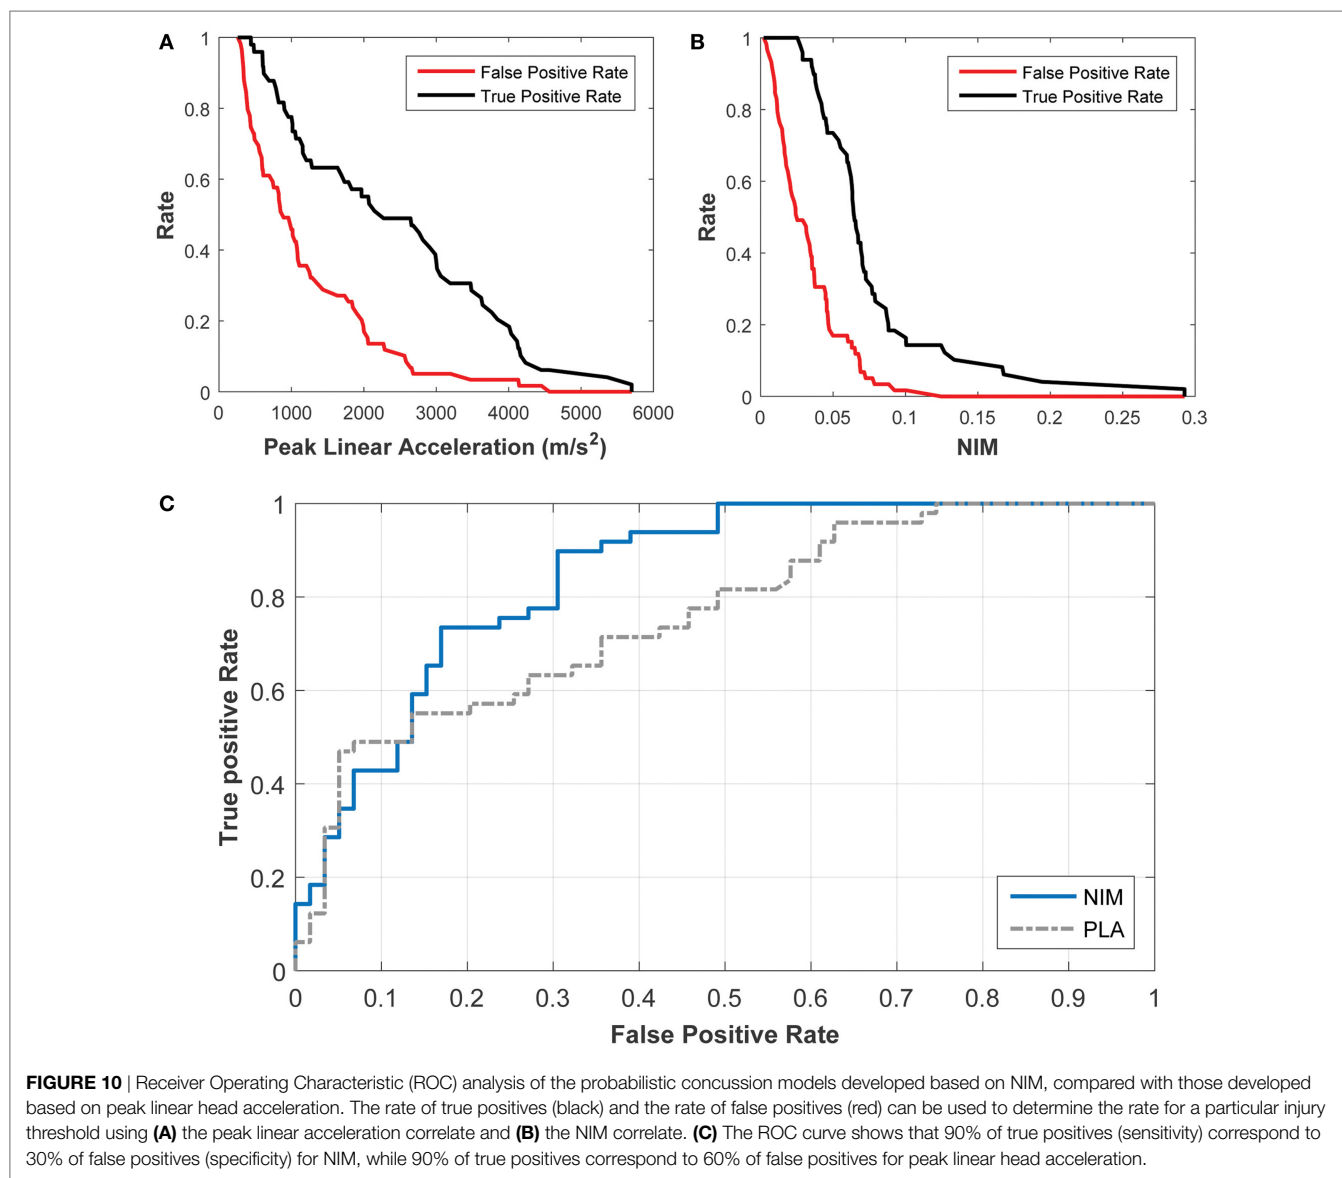 A
1
0.8
0.6
0.4
0.2
0
Rate
False Positive Rate
True Positive Rate
0 1000 2000 3000 4000 5000 6000
Peak Linear Acceleration (m/s²)
B
1
0.8
0.6
0.4
0.2
0
Rate
False Positive Rate
True Positive Rate
0 0.05 0.1 0.15 0.2 0.25 0.3
NIM
C
1
0.8
0.6
0.4
0.2
0
True positive Rate
NIM
PLA
0 0.1 0.2 0.3 0.4 0.5 0.6 0.7 0.8 0.9 1
False Positive Rate
FIGURE 10 | Receiver Operating Characteristic (ROC) analysis of the probabilistic concussion models developed based on NIM, compared with those developed
based on peak linear head acceleration. The rate of true positives (black) and the rate of false positives (red) can be used to determine the rate for a particular injury
threshold using (A) the peak linear acceleration correlate and (B) the NIM correlate. (C) The ROC curve shows that 90% of true positives (sensitivity) correspond to
30% of false positives (specificity) for NIM, while 90% of true positives correspond to 60% of false positives for peak linear head acceleration.